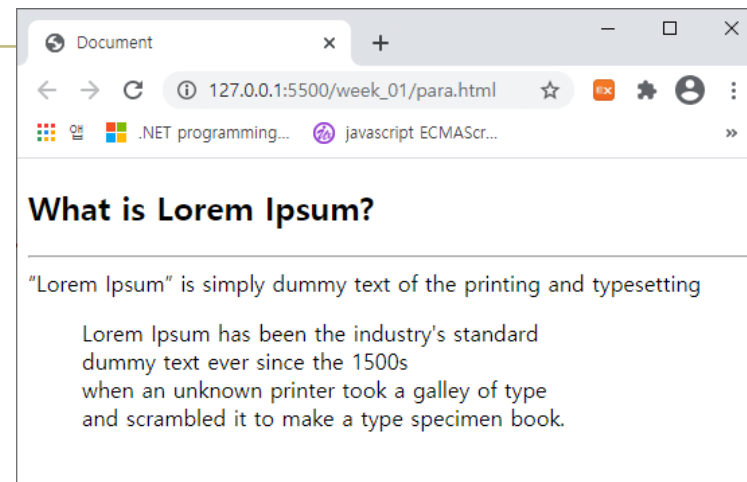 Document
127.0.0.1:5500/week_01/para.html
EX
앱 .NET programming... javascript ECMAScr...
What is Lorem Ipsum?
"Lorem Ipsum" is simply dummy text of the printing and typesetting
Lorem Ipsum has been the industry's standard
dummy text ever since the 1500s
when an unknown printer took a galley of type
and scrambled it to make a type specimen book.